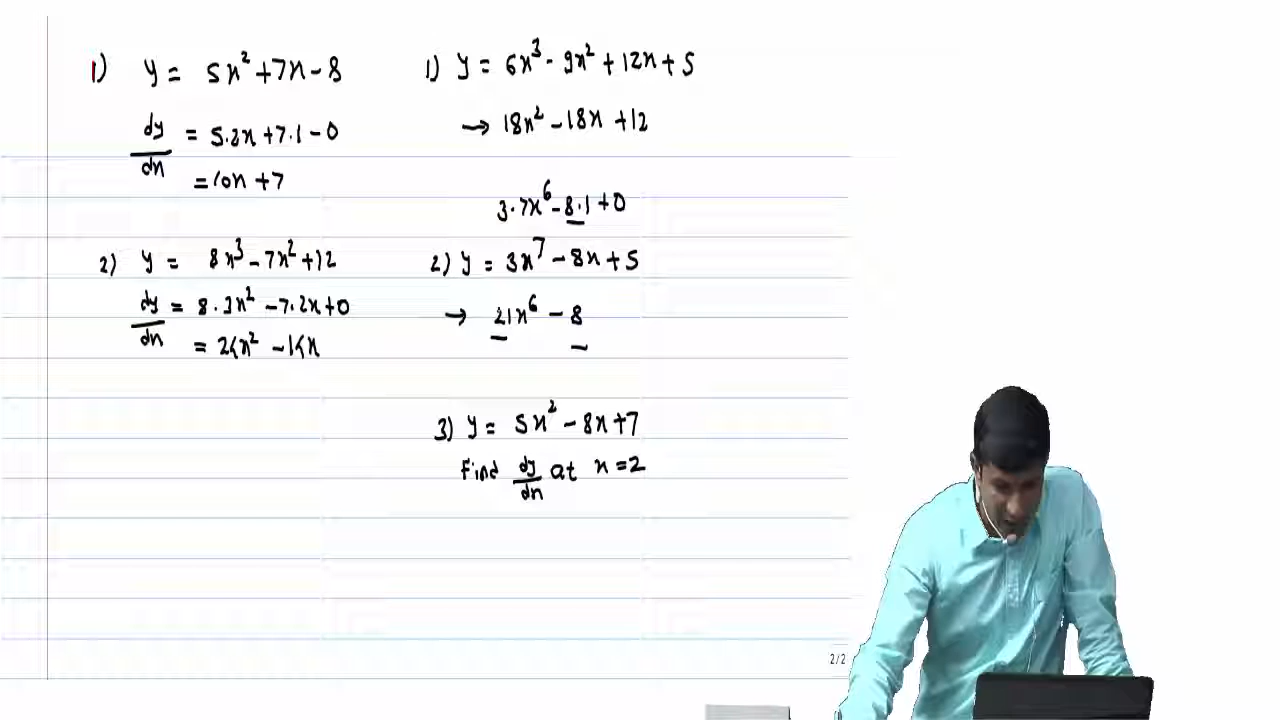 1) y = 5x² + 7x - 8
dy/dx = 5.2x + 7.1 - 0
= 10x + 7
2) y = 8x³ - 7x² + 12
dy/dx = 8.3x² - 7.2x + 0
= 24x² - 14x
1) y = 6x³ - 9x² + 12x + 5
→ 18x² - 18x + 12
3.7x⁶ - 8.1 + 0
2) y = 3x⁷ - 8x + 5
→ 21x⁶ - 8
3) y = 5x² - 8x + 7
Find dy/dx at x = 2
2/2